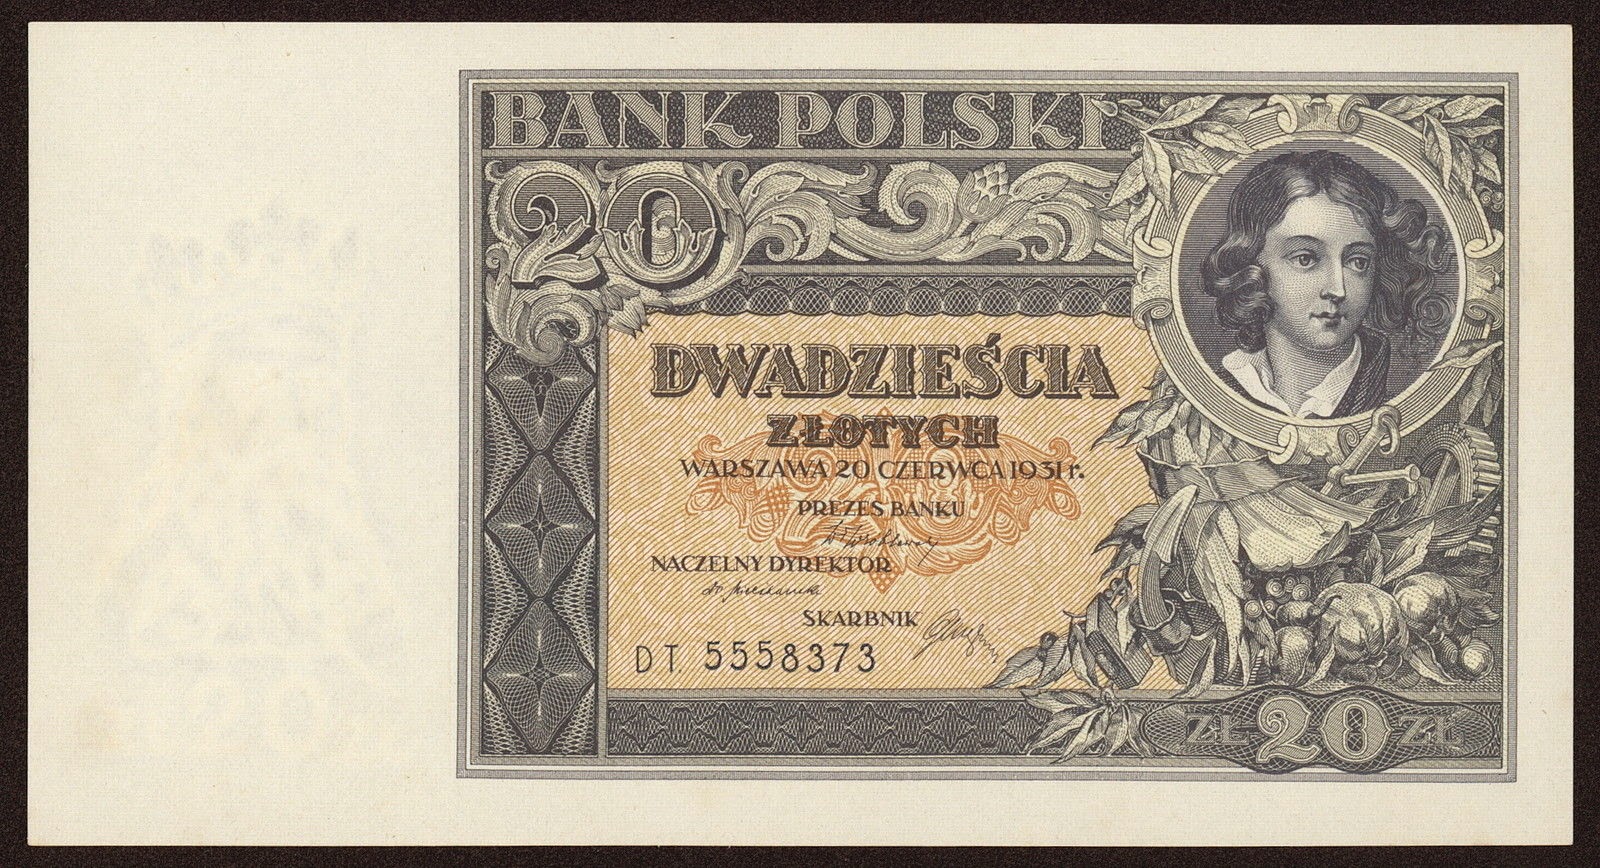 BANK POLSKI
20
DWADZIEŚCIA
ZŁOTYCH
WARSZAWA 20 CZERWCA 1931 r.
PREZES BANKU
NACZELNY DYREKTOR
SKARBNIK
DT. 5558373
ZŁ 20 ZŁ